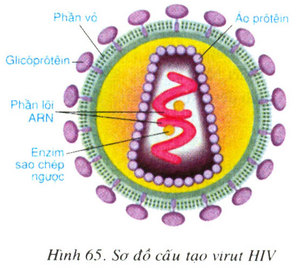 Phần vỏ
Áo prôtêin
Glicôprôtêin
Phần lõi
ARN
Enzim
sao chép
ngược
Hình 65. Sơ đồ cấu tạo virut HIV